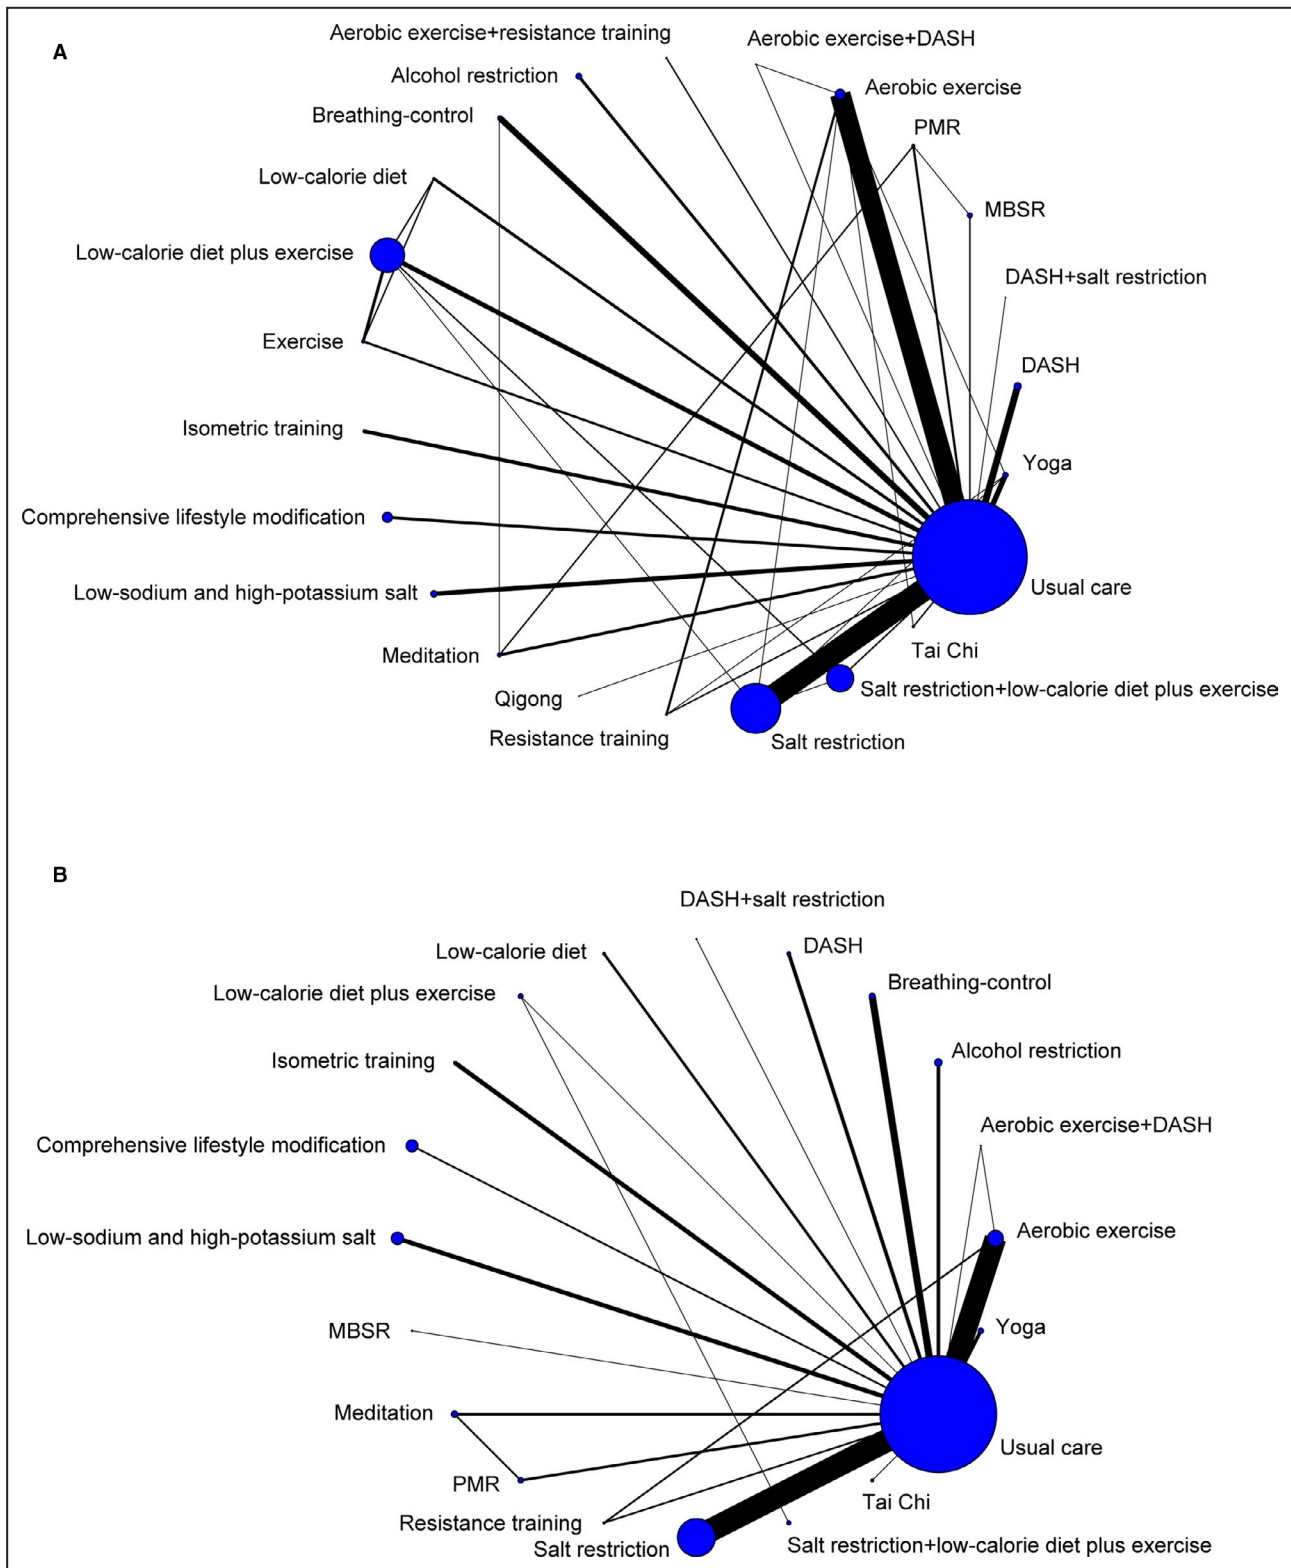 A
Aerobic exercise+resistance training
Aerobic exercise+DASH
Alcohol restriction
Aerobic exercise
Breathing-control
PMR
Low-calorie diet
MBSR
Low-calorie diet plus exercise
DASH+salt restriction
Exercise
DASH
Isometric training
Yoga
Comprehensive lifestyle modification
Low-sodium and high-potassium salt
Usual care
Meditation
Tai Chi
Qigong
Salt restriction+low-calorie diet plus exercise
Resistance training
Salt restriction
B
DASH+salt restriction
Low-calorie diet
DASH
Low-calorie diet plus exercise
Breathing-control
Isometric training
Alcohol restriction
Comprehensive lifestyle modification
Aerobic exercise+DASH
Low-sodium and high-potassium salt
Aerobic exercise
MBSR
Yoga
Meditation
Usual care
PMR
Tai Chi
Resistance training
Salt restriction
Salt restriction+low-calorie diet plus exercise